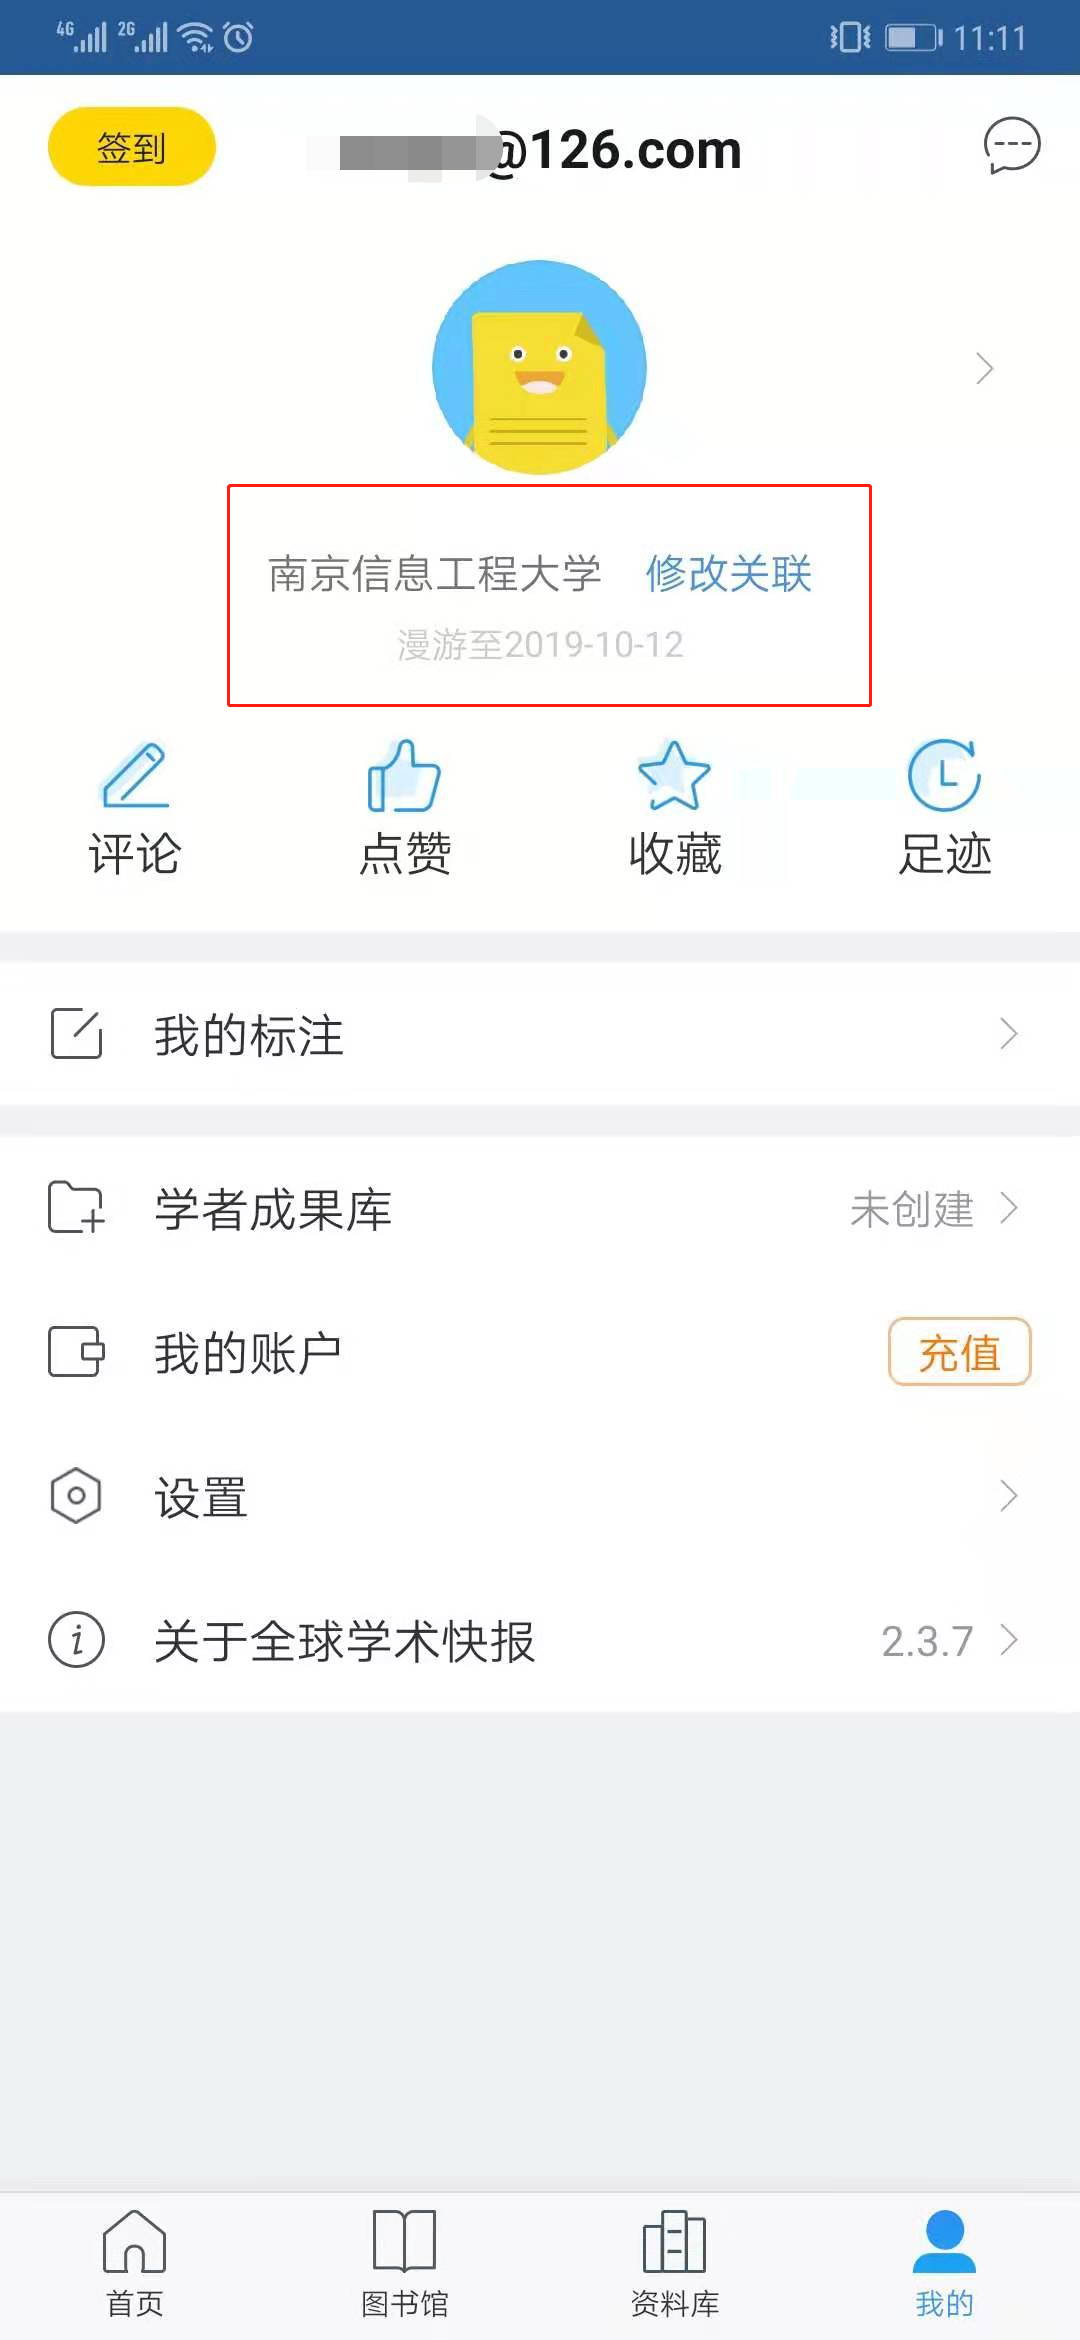 4G 2G 11:11
签到 @126.com
南京信息工程大学 修改关联
漫游至2019-10-12
评论 点赞 收藏 足迹
我的标注
学者成果库 未创建
我的账户 充值
设置
关于全球学术快报 2.3.7
首页 图书馆 资料库 我的